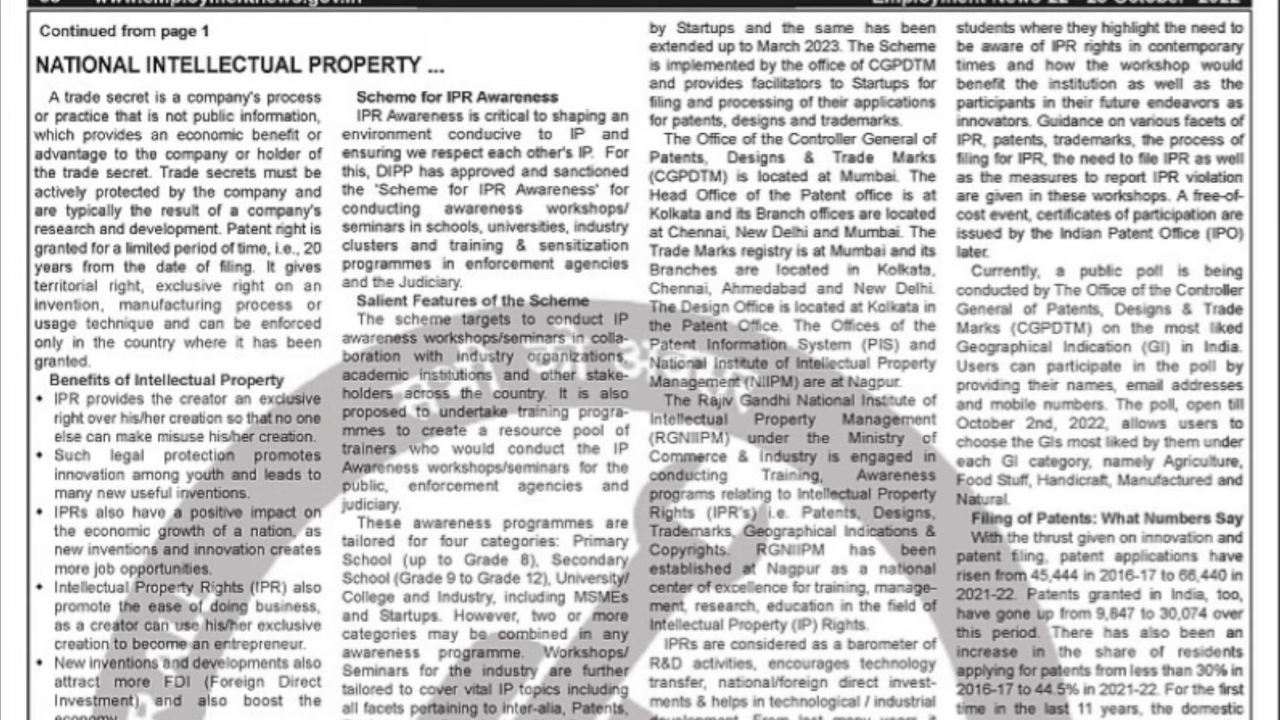 www.employmentnews.gov.in
Employment News 22 - 28 October 2022
Continued from page 1
NATIONAL INTELLECTUAL PROPERTY ...
A trade secret is a company's process
or practice that is not public information,
which provides an economic benefit or
advantage to the company or holder of
the trade secret. Trade secrets must be
actively protected by the company and
are typically the result of a company's
research and development. Patent right is
granted for a limited period of time, i.e., 20
years from the date of filing. It gives
territorial right, exclusive right on an
invention, manufacturing process or
usage technique and can be enforced
only in the country where it has been
granted.
Benefits of Intellectual Property
• IPR provides the creator an exclusive
right over his/her creation so that no one
else can make misuse his/her creation.
• Such legal protection promotes
innovation among youth and leads to
many new useful inventions.
• IPRs also have a positive impact on
the economic growth of a nation, as
new inventions and innovation creates
more job opportunities.
• Intellectual Property Rights (IPR) also
promote the ease of doing business,
as a creator can use his/her exclusive
creation to become an entrepreneur.
• New inventions and developments also
attract more FDI (Foreign Direct
Investment) and also boost the
economy.
Scheme for IPR Awareness
IPR Awareness is critical to shaping an
environment conducive to IP and
ensuring we respect each other's IP. For
this, DIPP has approved and sanctioned
the 'Scheme for IPR Awareness' for
conducting awareness workshops/
seminars in schools, universities, industry
clusters and training & sensitization
programmes in enforcement agencies
and the Judiciary.
Salient Features of the Scheme
The scheme targets to conduct IP
awareness workshops/seminars in colla-
boration with industry organizations,
academic institutions and other stake-
holders across the country. It is also
proposed to undertake training progra-
mmes to create a resource pool of
trainers who would conduct the IP
Awareness workshops/seminars for the
public, enforcement agencies and
judiciary.
These awareness programmes are
tailored for four categories: Primary
School (up to Grade 8), Secondary
School (Grade 9 to Grade 12), University/
College and Industry, including MSMEs
and Startups. However, two or more
categories may be combined in any
awareness programme. Workshops/
Seminars for the industry are further
tailored to cover vital IP topics including
all facets pertaining to inter-alia, Patents,
by Startups and the same has been
extended up to March 2023. The Scheme
is implemented by the office of CGPDTM
and provides facilitators to Startups for
filing and processing of their applications
for patents, designs and trademarks.
The Office of the Controller General of
Patents, Designs & Trade Marks
(CGPDTM) is located at Mumbai. The
Head Office of the Patent office is at
Kolkata and its Branch offices are located
at Chennai, New Delhi and Mumbai. The
Trade Marks registry is at Mumbai and its
Branches are located in Kolkata,
Chennai, Ahmedabad and New Delhi.
The Design Office is located at Kolkata in
the Patent Office. The Offices of the
Patent Information System (PIS) and
National Institute of Intellectual Property
Management (NIIPM) are at Nagpur.
The Rajiv Gandhi National Institute of
Intellectual Property Management
(RGNIIPM) under the Ministry of
Commerce & Industry is engaged in
conducting Training, Awareness
programs relating to Intellectual Property
Rights (IPR's) i.e. Patents, Designs,
Trademarks, Geographical Indications &
Copyrights. RGNIIPM has been
established at Nagpur as a national
center of excellence for training, manage-
ment, research, education in the field of
Intellectual Property (IP) Rights.
IPRs are considered as a barometer of
R&D activities, encourages technology
transfer, national/foreign direct invest-
ments & helps in technological / industrial
development. From last many years it
students where they highlight the need to
be aware of IPR rights in contemporary
times and how the workshop would
benefit the institution as well as the
participants in their future endeavors as
innovators. Guidance on various facets of
IPR, patents, trademarks, the process of
filing for IPR, the need to file IPR as well
as the measures to report IPR violation
are given in these workshops. A free-of-
cost event, certificates of participation are
issued by the Indian Patent Office (IPO)
later.
Currently, a public poll is being
conducted by The Office of the Controller
General of Patents, Designs & Trade
Marks (CGPDTM) on the most liked
Geographical Indication (GI) in India.
Users can participate in the poll by
providing their names, email addresses
and mobile numbers. The poll, open till
October 2nd, 2022, allows users to
choose the GIs most liked by them under
each GI category, namely Agriculture,
Food Stuff, Handicraft, Manufactured and
Natural.
Filing of Patents: What Numbers Say
With the thrust given on innovation and
patent filing, patent applications have
risen from 45,444 in 2016-17 to 66,440 in
2021-22. Patents granted in India, too,
have gone up from 9,847 to 30,074 over
this period. There has also been an
increase in the share of residents
applying for patents from less than 30% in
2016-17 to 44.5% in 2021-22. For the first
time in the last 11 years, the domestic